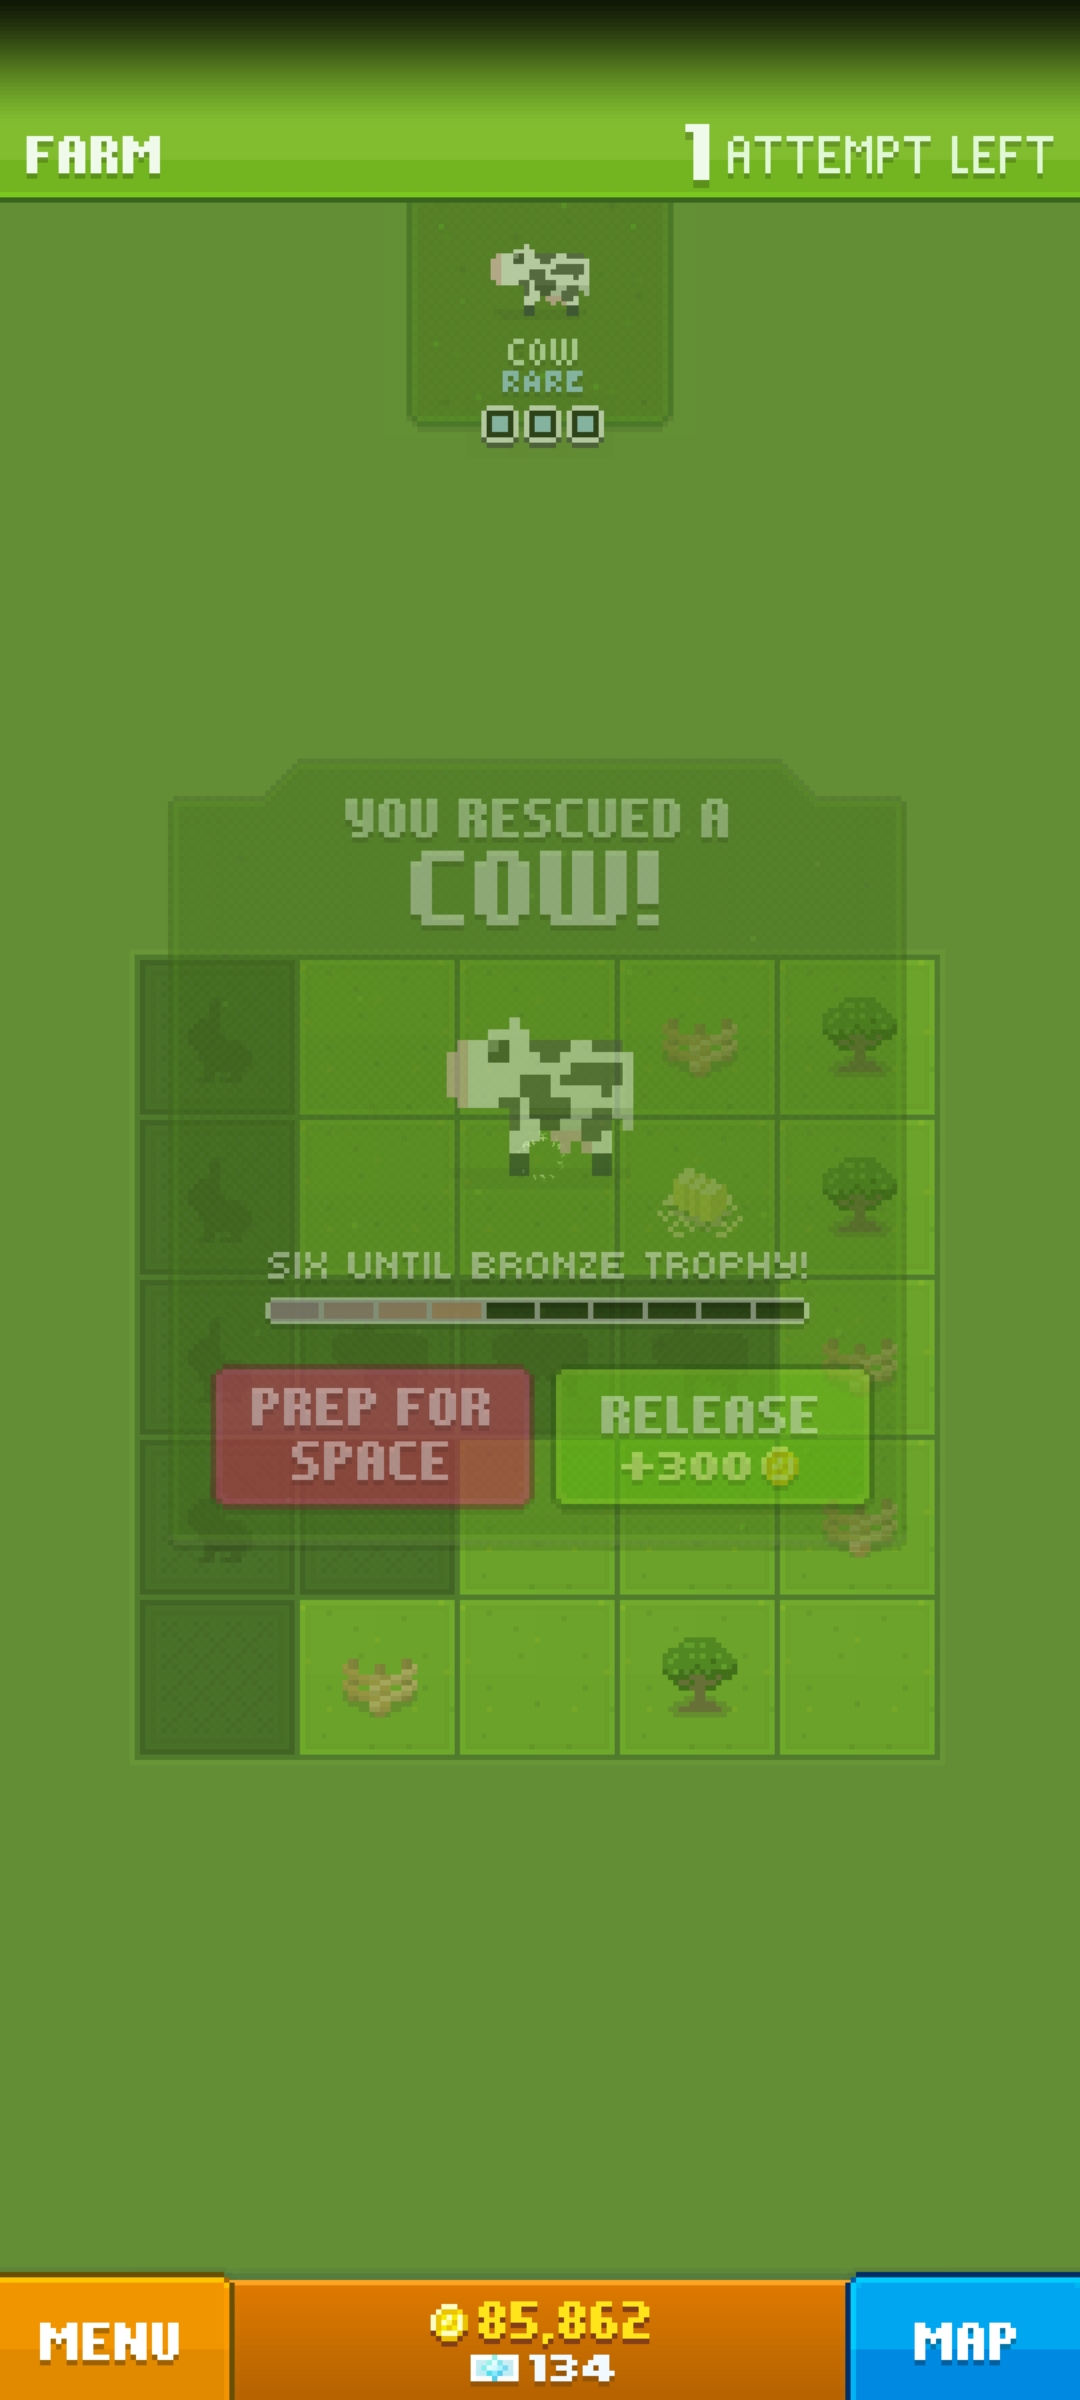 FARM
1 ATTEMPT LEFT
COW
RARE
YOU RESCUED A
COW!
SIX UNTIL BRONZE TROPHY!
PREP FOR
SPACE
RELEASE
+300
MENU
85,862
134
MAP